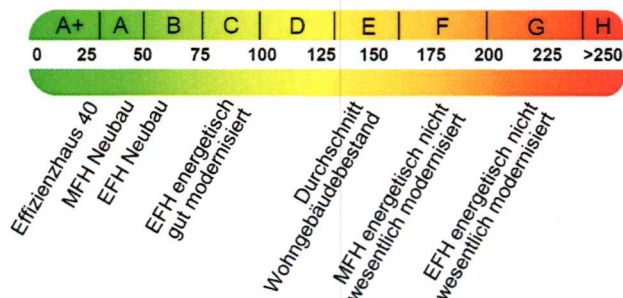 A+ A B C D E F G H
0 25 50 75 100 125 150 175 200 225 >250
Effizienzhaus 40
MFH Neubau
EFH Neubau
EFH energetisch
gut modernisiert
Durchschnitt
Wohngebäudebestand
MFH energetisch nicht
wesentlich modernisiert
EFH energetisch nicht
wesentlich modernisiert